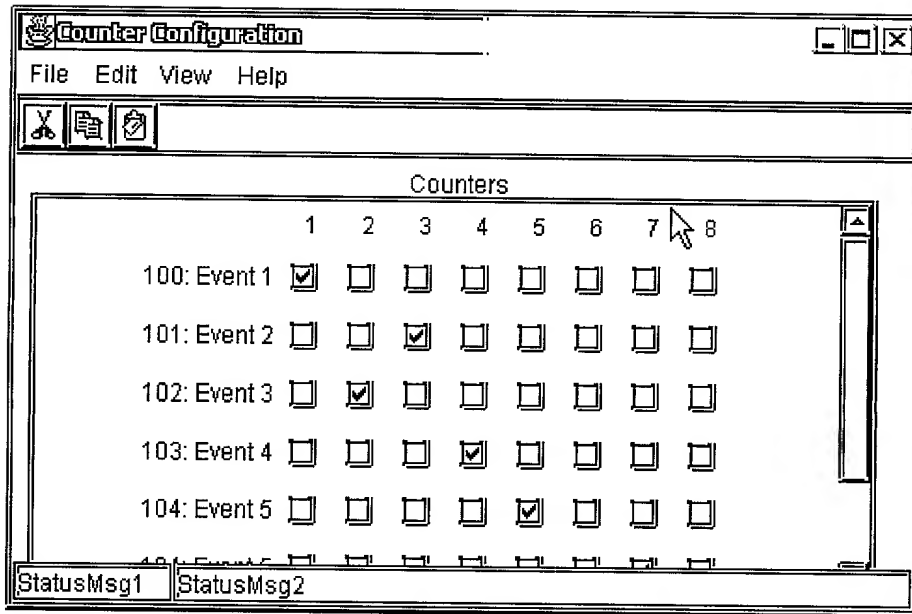 Counter Configuration
File Edit View Help
Counters
1 2 3 4 5 6 7 8
100: Event 1
101: Event 2
102: Event 3
103: Event 4
104: Event 5
StatusMsg1 StatusMsg2